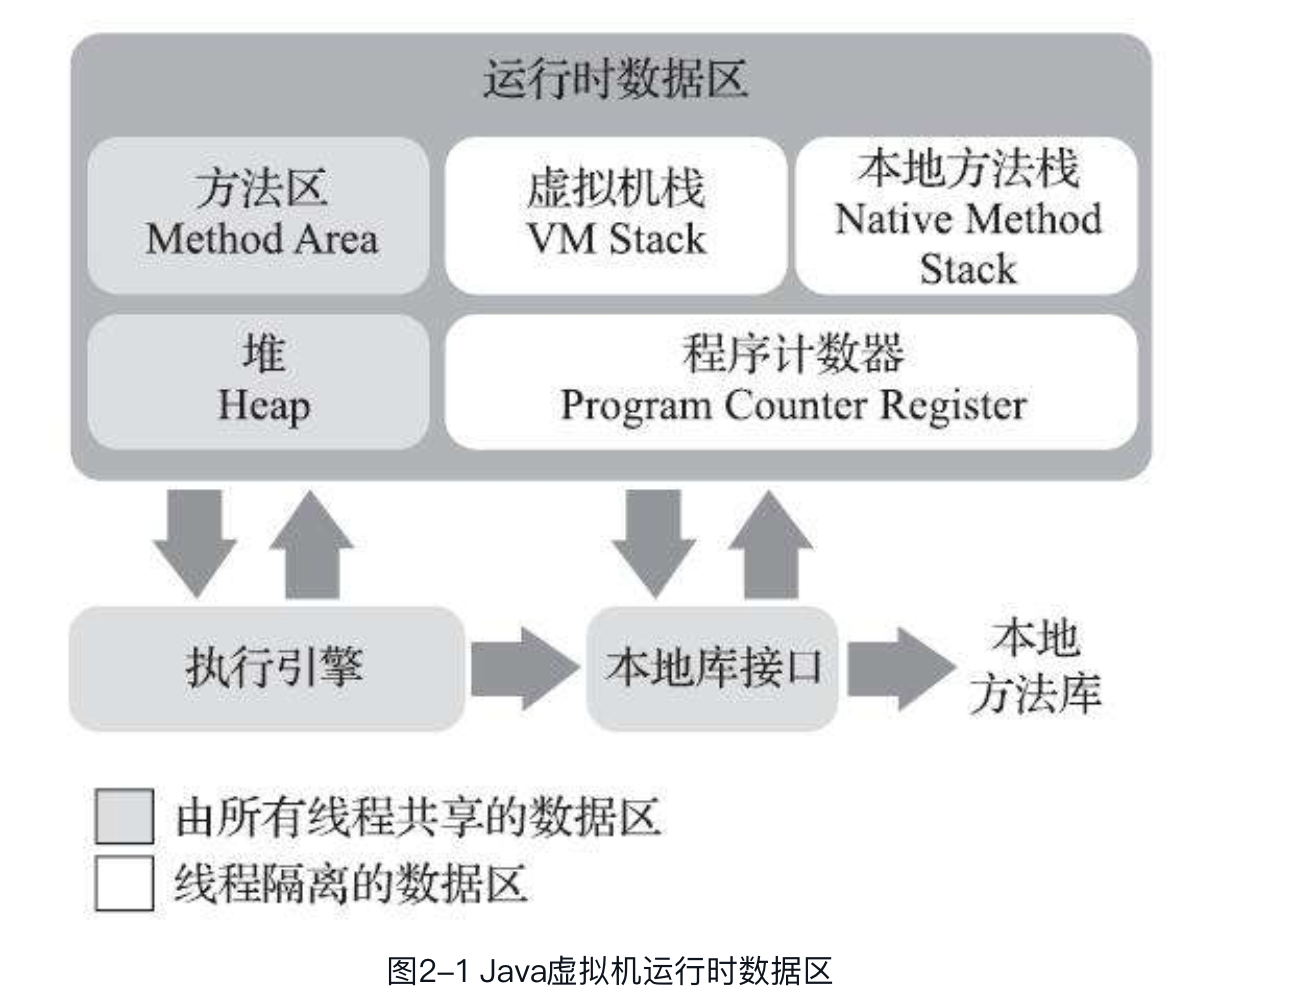 运行时数据区
方法区
Method Area
虚拟机栈
VM Stack
本地方法栈
Native Method
Stack
堆
Heap
程序计数器
Program Counter Register
执行引擎
本地库接口
本地
方法库
由所有线程共享的数据区
线程隔离的数据区
图2-1 Java虚拟机运行时数据区